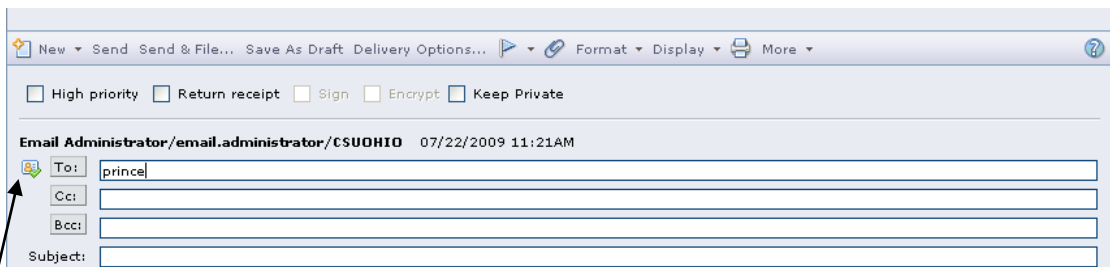 New Send Send & File... Save As Draft Delivery Options... Format Display More
High priority Return receipt Sign Encrypt Keep Private
Email Administrator/email.administrator/CSUOHIO 07/22/2009 11:21AM
To: prince
Cc:
Bcc:
Subject: